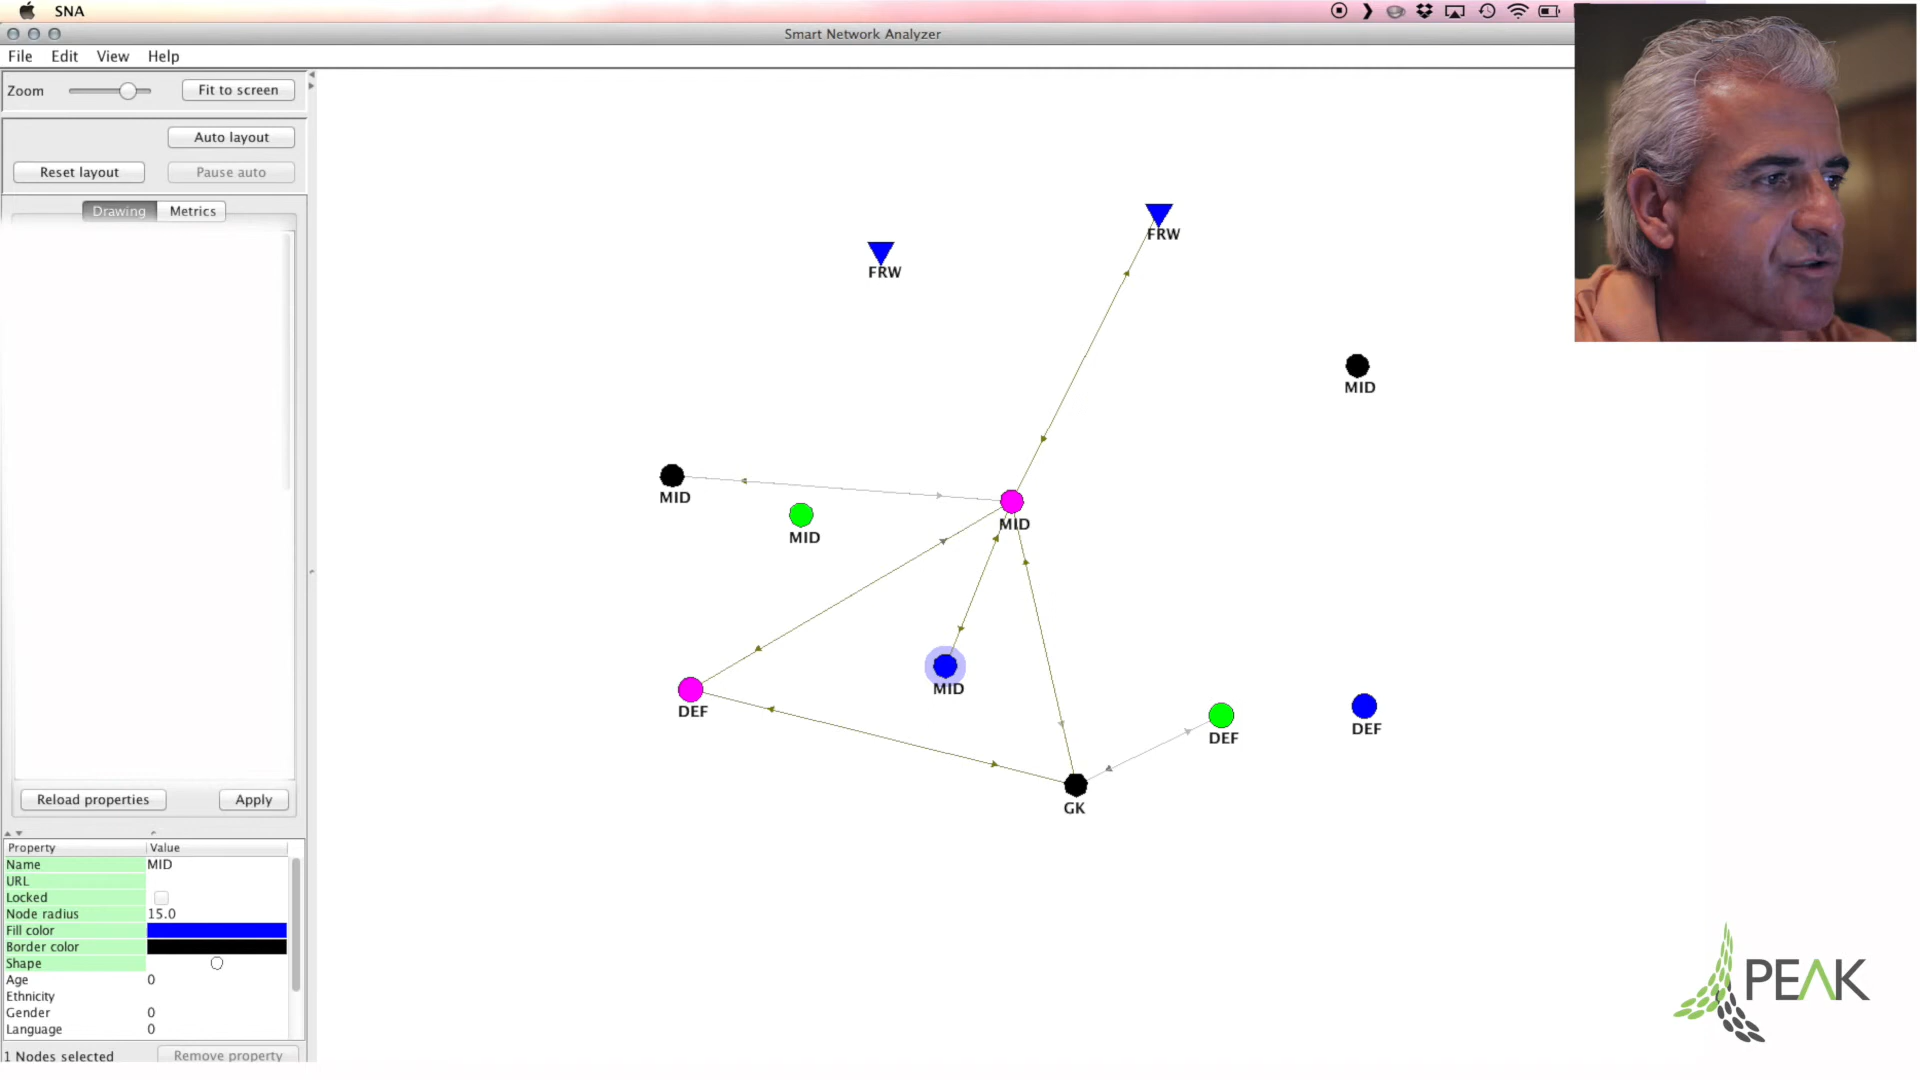 SNA
Smart Network Analyzer
File Edit View Help
Zoom Fit to screen
Auto layout
Reset layout Pause auto
Drawing Metrics
FRW
FRW
MID
MID
MID
MID
MID
DEF
DEF
DEF
GK
Reload properties Apply
Property Value
Name MID
URL
Locked
Node radius 15.0
Fill color
Border color
Shape
Age 0
Ethnicity
Gender 0
Language 0
1 Nodes selected Remove property
PEAK